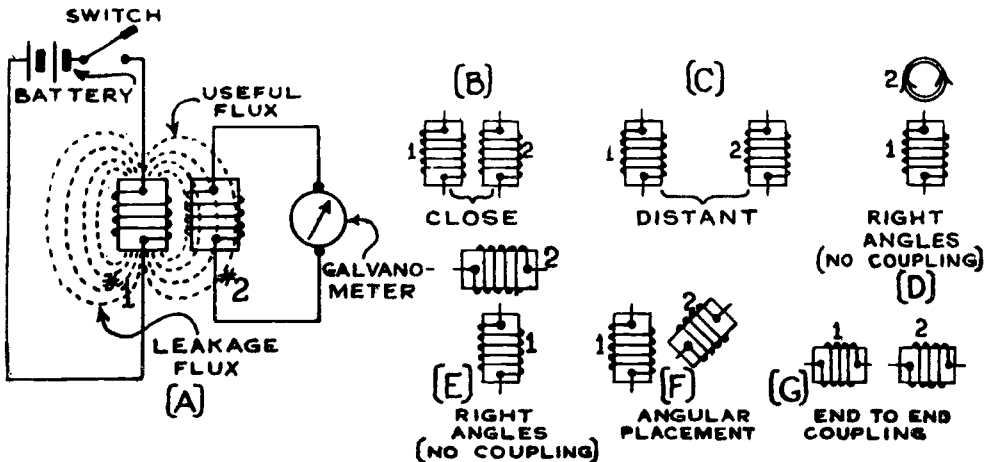 SWITCH
BATTERY
USEFUL
FLUX
GALVANO-
METER
#1
#2
LEAKAGE
FLUX
(A)
(B)
1
2
CLOSE
(C)
1
2
DISTANT
2
1
RIGHT
ANGLES
(NO COUPLING)
(D)
2
1
(E)
RIGHT
ANGLES
(NO COUPLING)
1
2
(F)
ANGULAR
PLACEMENT
1
2
(G)
END TO END
COUPLING